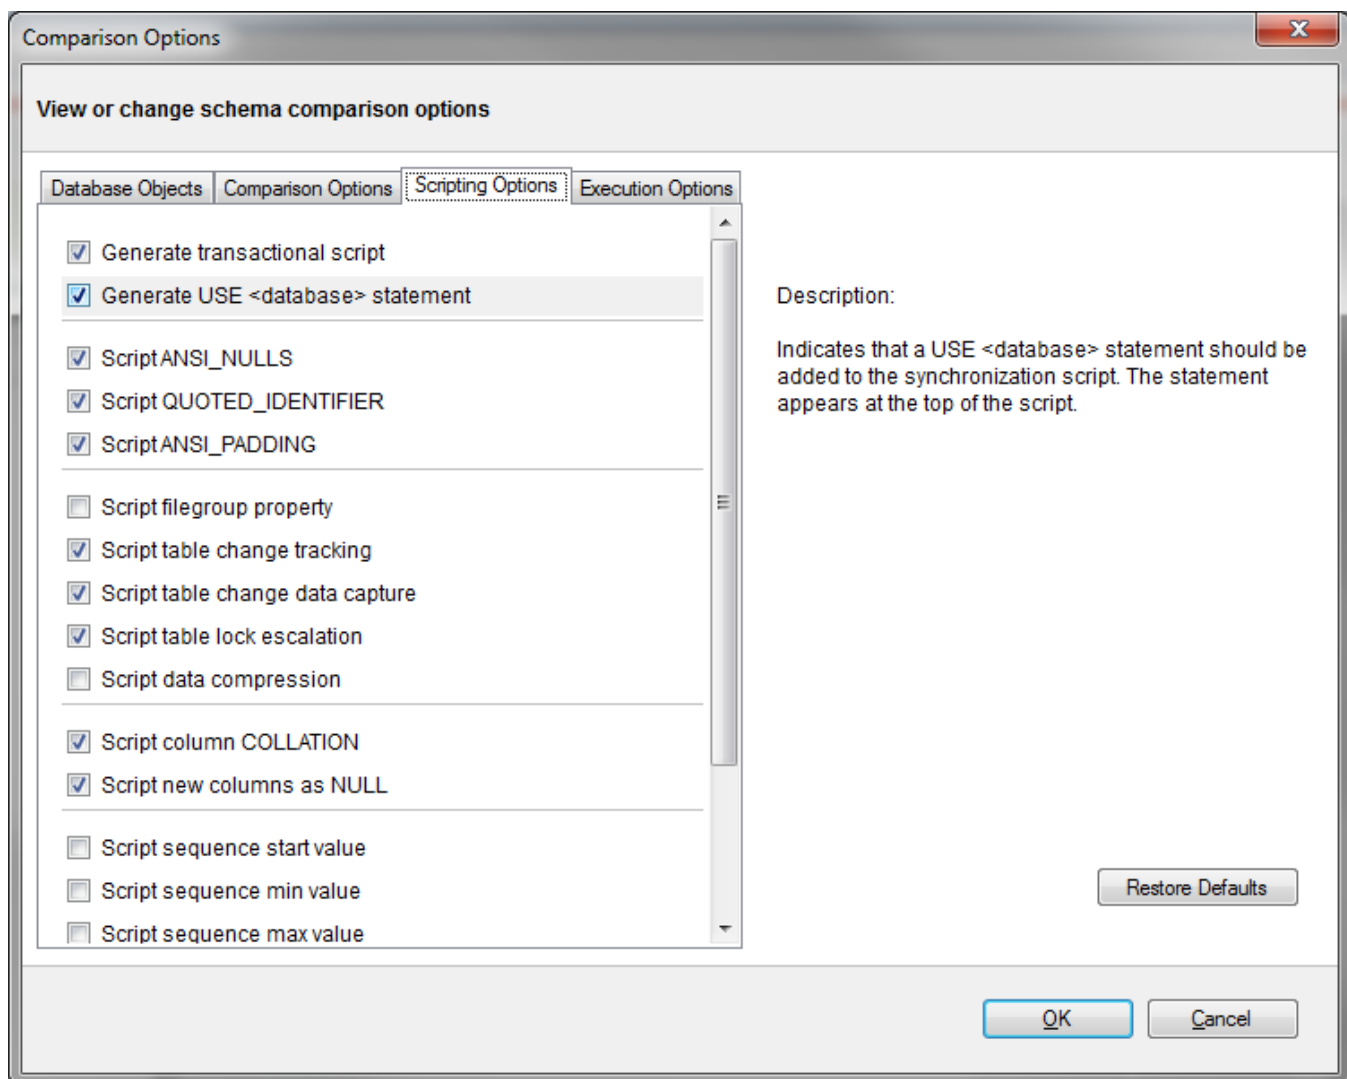 Comparison Options
View or change schema comparison options
Database Objects Comparison Options Scripting Options Execution Options
Generate transactional script
Generate USE <database> statement
Script ANSI_NULLS
Script QUOTED_IDENTIFIER
Script ANSI_PADDING
Script filegroup property
Script table change tracking
Script table change data capture
Script table lock escalation
Script data compression
Script column COLLATION
Script new columns as NULL
Script sequence start value
Script sequence min value
Script sequence max value
Description:
Indicates that a USE <database> statement should be
added to the synchronization script. The statement
appears at the top of the script.
Restore Defaults
OK Cancel